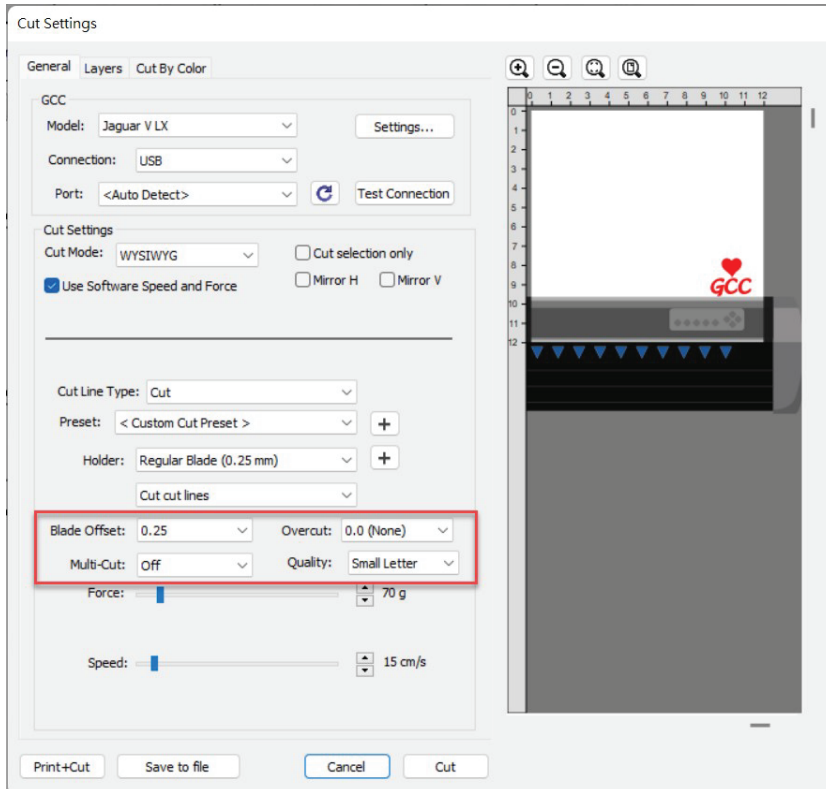 Cut Settings
General Layers Cut By Color
GCC
Model: Jaguar V LX Settings...
Connection: USB
Port: <Auto Detect> Test Connection
Cut Settings
Cut Mode: WYSIWYG Cut selection only
Use Software Speed and Force Mirror H Mirror V
Cut Line Type: Cut
Preset: < Custom Cut Preset > +
Holder: Regular Blade (0.25 mm) +
Cut cut lines
Blade Offset: 0.25 Overcut: 0.0 (None)
Multi-Cut: Off Quality: Small Letter
Force: 70 g
Speed: 15 cm/s
Print+Cut Save to file Cancel Cut
0 1 2 3 4 5 6 7 8 9 10 11 12
0
1
2
3
4
5
6
7
8
9
10
11
12
GCC